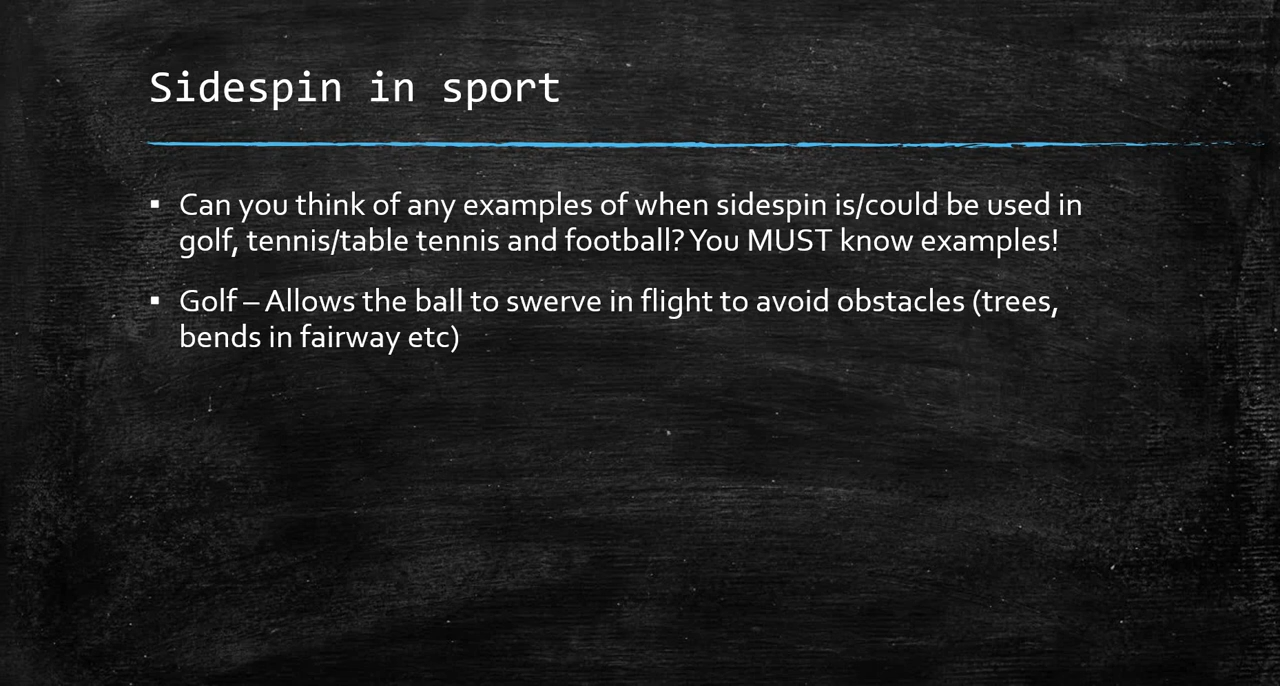 Sidespin in sport
▪ Can you think of any examples of when sidespin is/could be used in
golf, tennis/table tennis and football? You MUST know examples!
▪ Golf – Allows the ball to swerve in flight to avoid obstacles (trees,
bends in fairway etc)